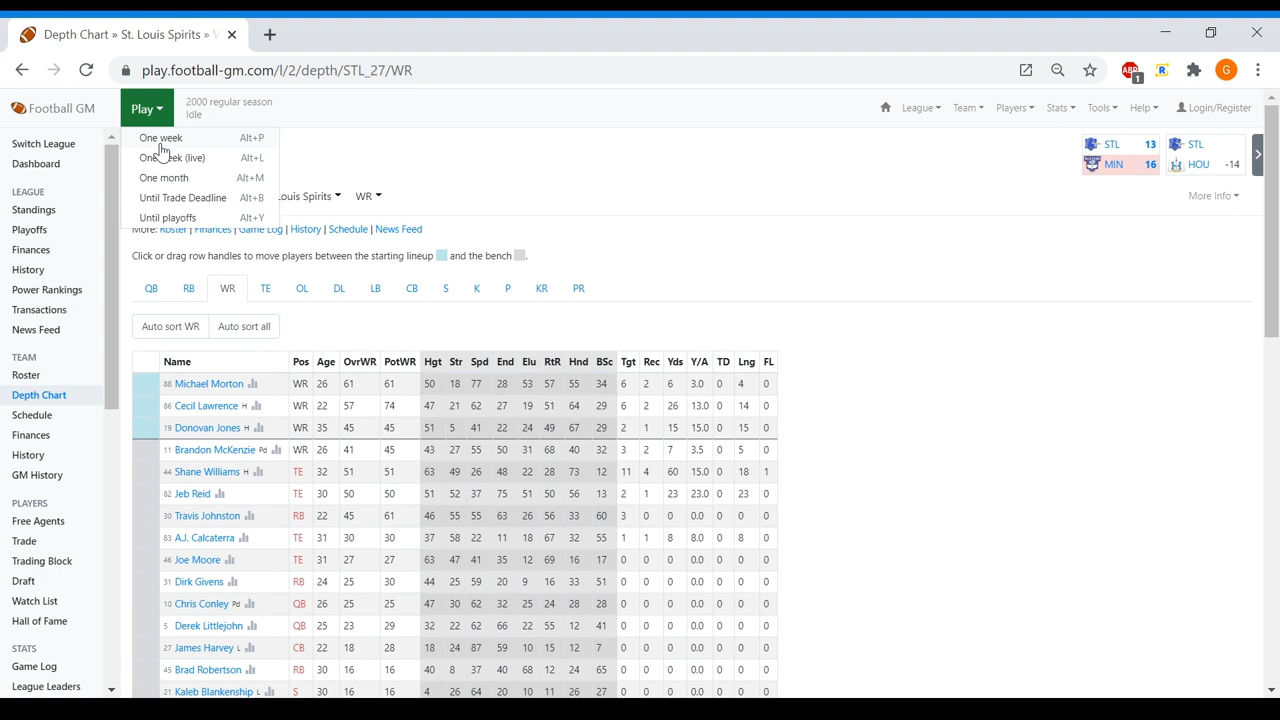 Depth Chart » St. Louis Spirits »
play.football-gm.com/l/2/depth/STL_27/WR
ABP 1 R G
Football GM
Play
2000 regular season
Idle
League Team Players Stats Tools Help Login/Register
One week Alt+P
One week (live) Alt+L
One month Alt+M
Until Trade Deadline Alt+B
Until playoffs Alt+Y
STL 13
MIN 16
STL
HOU -14
Louis Spirits WR More Info
More: Roster | Finances | Game Log | History | Schedule | News Feed
Click or drag row handles to move players between the starting lineup and the bench .
QB RB WR TE OL DL LB CB S K P KR PR
Auto sort WR Auto sort all
Switch League
Dashboard
LEAGUE
Standings
Playoffs
Finances
History
Power Rankings
Transactions
News Feed
TEAM
Roster
Depth Chart
Schedule
Finances
History
GM History
PLAYERS
Free Agents
Trade
Trading Block
Draft
Watch List
Hall of Fame
STATS
Game Log
League Leaders
Name Pos Age OvrWR PotWR Hgt Str Spd End Elu RtR Hnd BSc Tgt Rec Yds Y/A TD Lng FL
88 Michael Morton WR 26 61 61 50 18 77 28 53 57 55 34 6 2 6 3.0 0 4 0
86 Cecil Lawrence H WR 22 57 74 47 21 62 27 19 51 64 29 6 2 26 13.0 0 14 0
19 Donovan Jones H WR 35 45 45 51 5 41 22 24 49 67 29 2 1 15 15.0 0 15 0
11 Brandon McKenzie Pd WR 26 41 45 43 27 55 50 31 68 40 32 3 2 7 3.5 0 5 0
44 Shane Williams H TE 32 51 51 63 49 26 48 22 28 73 12 11 4 60 15.0 0 18 1
82 Jeb Reid TE 30 50 50 51 52 37 75 51 50 56 13 2 1 23 23.0 0 23 0
30 Travis Johnston RB 22 45 61 46 55 55 63 26 56 33 60 3 0 0 0.0 0 0 0
83 A.J. Calcaterra TE 31 30 30 37 58 22 11 18 67 32 55 1 1 8 8.0 0 8 0
46 Joe Moore TE 31 27 27 63 47 41 35 12 69 16 17 0 0 0 0.0 0 0 0
31 Dirk Givens RB 24 25 30 44 25 59 20 9 16 33 51 0 0 0 0.0 0 0 0
10 Chris Conley Pd QB 26 25 25 47 30 62 32 25 24 28 28 0 0 0 0.0 0 0 0
5 Derek Littlejohn QB 25 23 29 32 22 62 66 22 55 12 41 0 0 0 0.0 0 0 0
27 James Harvey L CB 22 18 28 18 24 87 59 10 15 12 7 0 0 0 0.0 0 0 0
45 Brad Robertson RB 30 16 16 40 8 37 40 68 12 24 65 0 0 0 0.0 0 0 0
21 Kaleb Blankenship L S 30 16 16 4 26 64 20 10 11 26 27 0 0 0 0.0 0 0 0